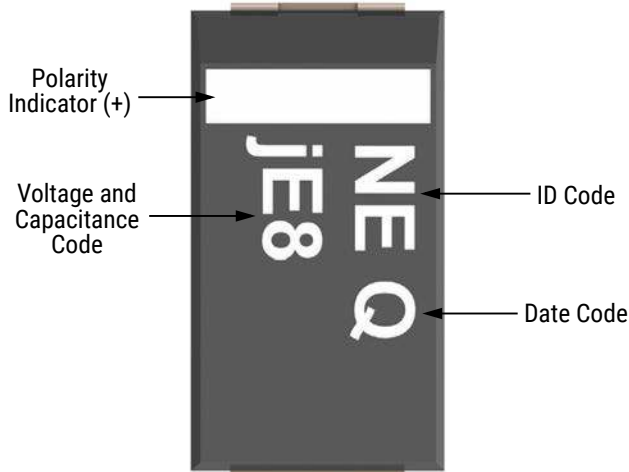 Polarity
Indicator (+)
Voltage and
Capacitance
Code
NE Q
jE8
ID Code
Date Code